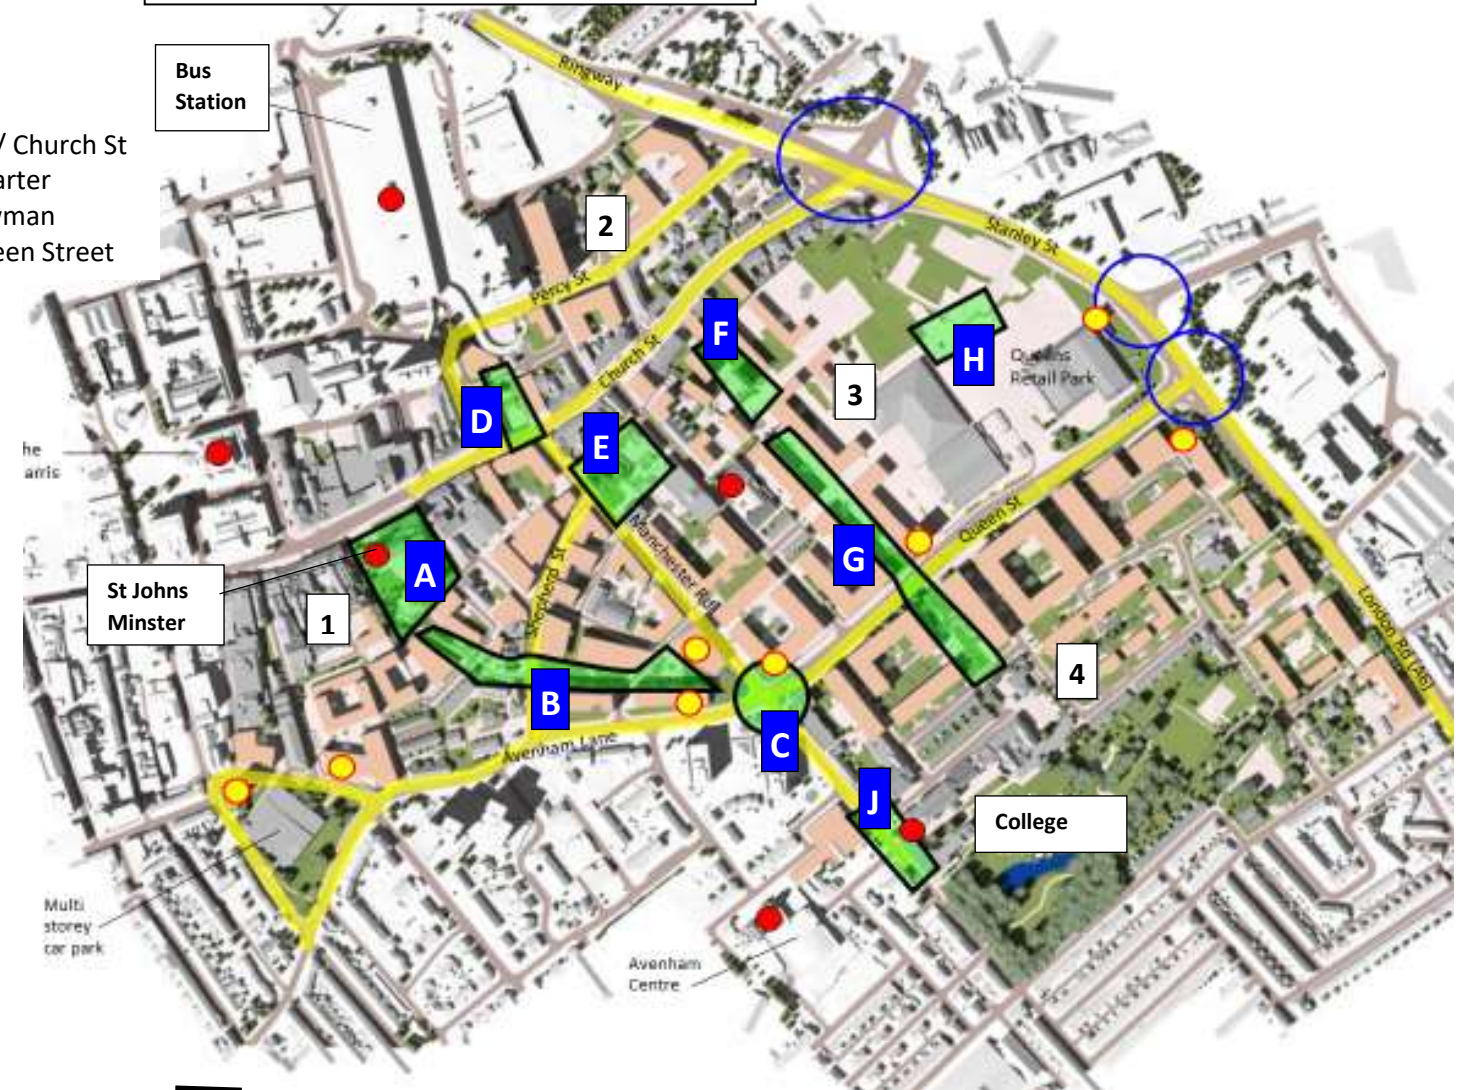 Bus
Station
/ Church St
arter
man
een Street
Ringway
Stanley St
2
Percy St
Church St
F
H
Queens
Retail Park
3
D
E
he
arris
Manchester Rd
Queen St
G
A
St Johns
Minster
1
Shepherd St
London Rd (A6)
4
B
C
Avenham Lane
J
College
Multi
storey
car park
Avenham
Centre